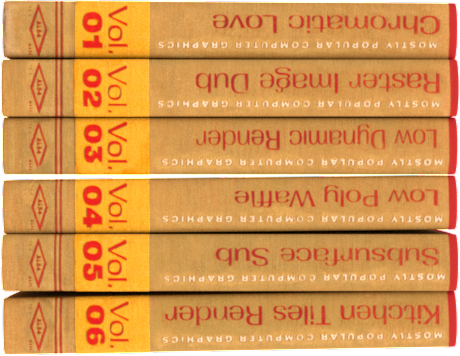 Chromatic Love
MOSTLY POPULAR COMPUTER GRAPHICS
Vol.
01
Raster Image Dub
MOSTLY POPULAR COMPUTER GRAPHICS
Vol.
02
Low Dynamic Render
MOSTLY POPULAR COMPUTER GRAPHICS
Vol.
03
Low Poly Waffle
MOSTLY POPULAR COMPUTER GRAPHICS
Vol.
04
Subsurface Sub
MOSTLY POPULAR COMPUTER GRAPHICS
Vol.
05
Kitchen Tiles Render
MOSTLY POPULAR COMPUTER GRAPHICS
Vol.
06